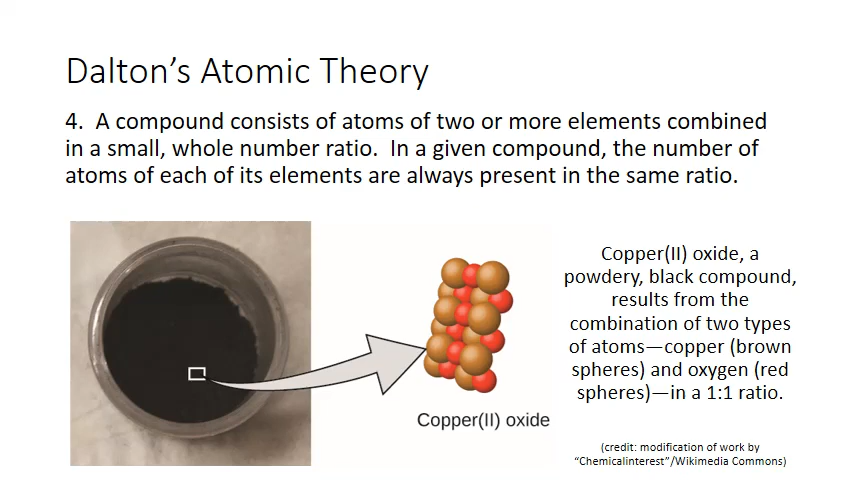 Dalton’s Atomic Theory
4.  A compound consists of atoms of two or more elements combined
in a small, whole number ratio.  In a given compound, the number of
atoms of each of its elements are always present in the same ratio.
Copper(II) oxide, a
powdery, black compound,
results from the
combination of two types
of atoms—copper (brown
spheres) and oxygen (red
spheres)—in a 1:1 ratio.
Copper(II) oxide
(credit: modification of work by
“Chemicalinterest”/Wikimedia Commons)